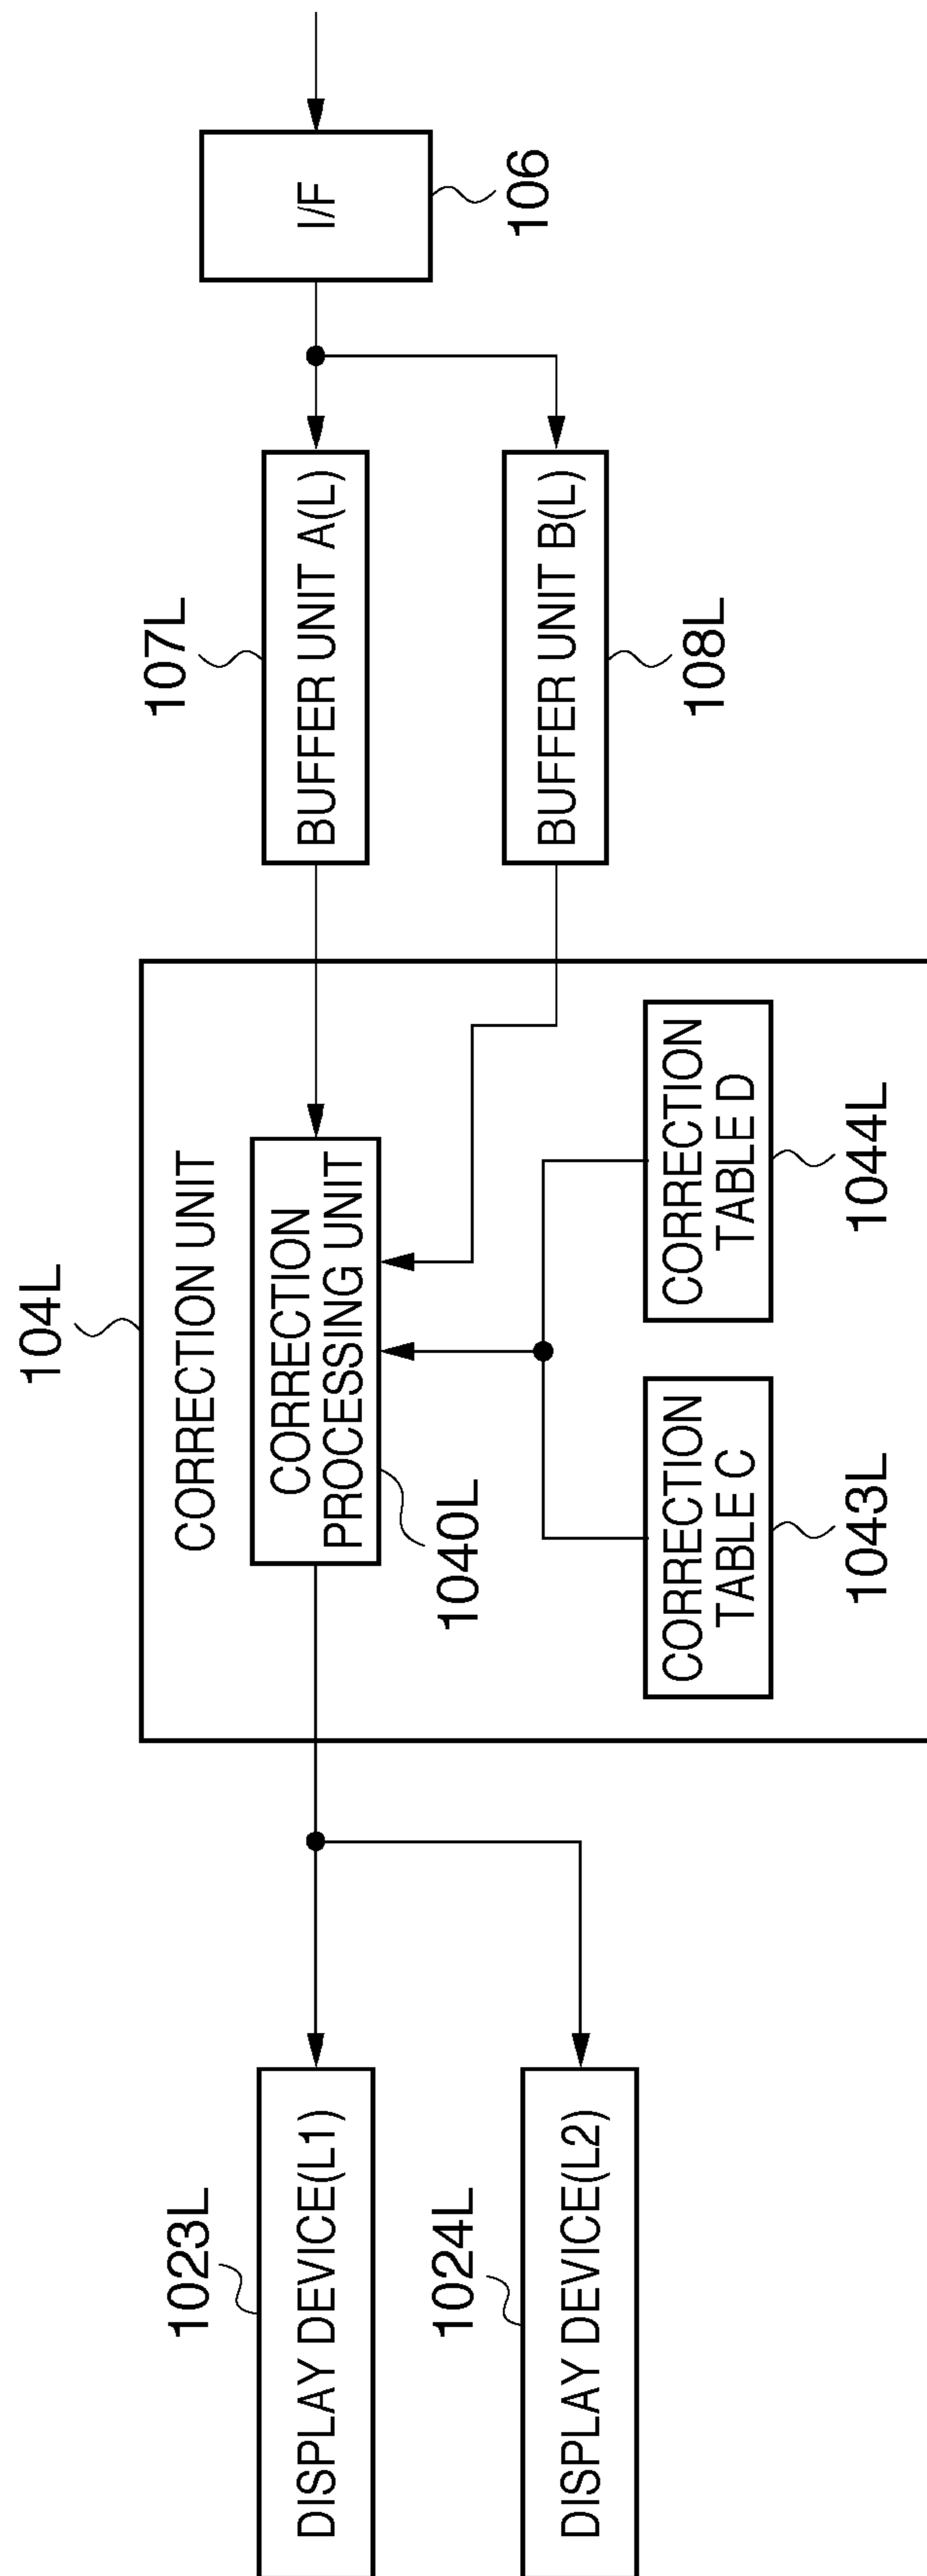 104L
CORRECTION UNIT
1023L
DISPLAY DEVICE(L1)
CORRECTION
PROCESSING UNIT
1040L
107L
BUFFER UNIT A(L)
I/F
106
1024L
DISPLAY DEVICE(L2)
BUFFER UNIT B(L)
108L
CORRECTION
TABLE C
1043L
CORRECTION
TABLE D
1044L